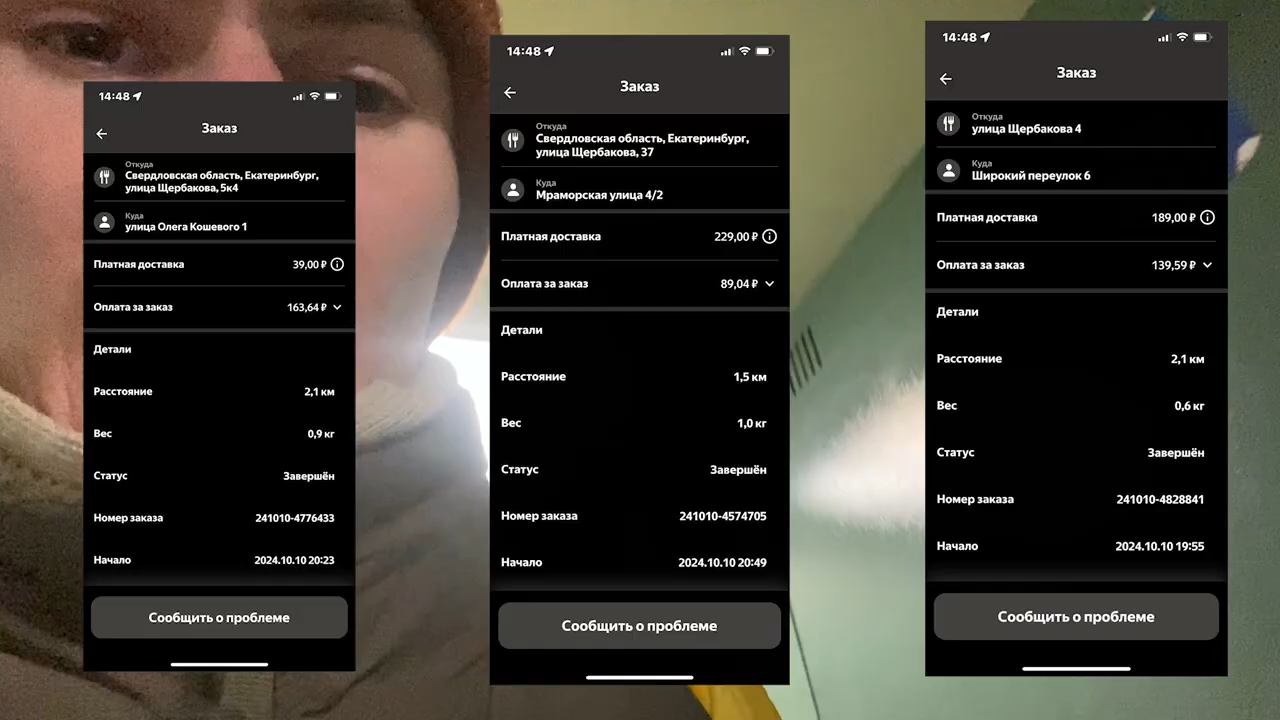 14:48
Заказ
Откуда
Свердловская область, Екатеринбург,
улица Щербакова, 5к4
Куда
улица Олега Кошевого 1
Платная доставка 39,00 ₽
Оплата за заказ 163,64 ₽
Детали
Расстояние 2,1 км
Вес 0,9 кг
Статус Завершён
Номер заказа 241010-4776433
Начало 2024.10.10 20:23
Сообщить о проблеме
14:48
Заказ
Откуда
Свердловская область, Екатеринбург,
улица Щербакова, 37
Куда
Мраморская улица 4/2
Платная доставка 229,00 ₽
Оплата за заказ 89,04 ₽
Детали
Расстояние 1,5 км
Вес 1,0 кг
Статус Завершён
Номер заказа 241010-4574705
Начало 2024.10.10 20:49
Сообщить о проблеме
14:48
Заказ
Откуда
улица Щербакова 4
Куда
Широкий переулок 6
Платная доставка 189,00 ₽
Оплата за заказ 139,59 ₽
Детали
Расстояние 2,1 км
Вес 0,6 кг
Статус Завершён
Номер заказа 241010-4828841
Начало 2024.10.10 19:55
Сообщить о проблеме